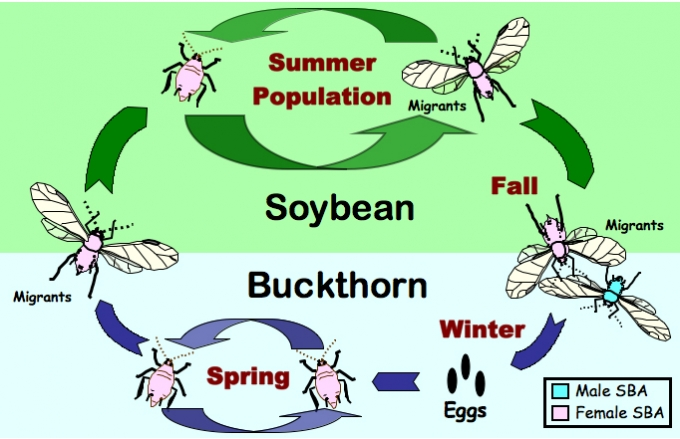 Summer
Population
Migrants
Fall
Soybean
Migrants
Buckthorn
Migrants
Winter
Spring
Eggs
Male SBA
Female SBA